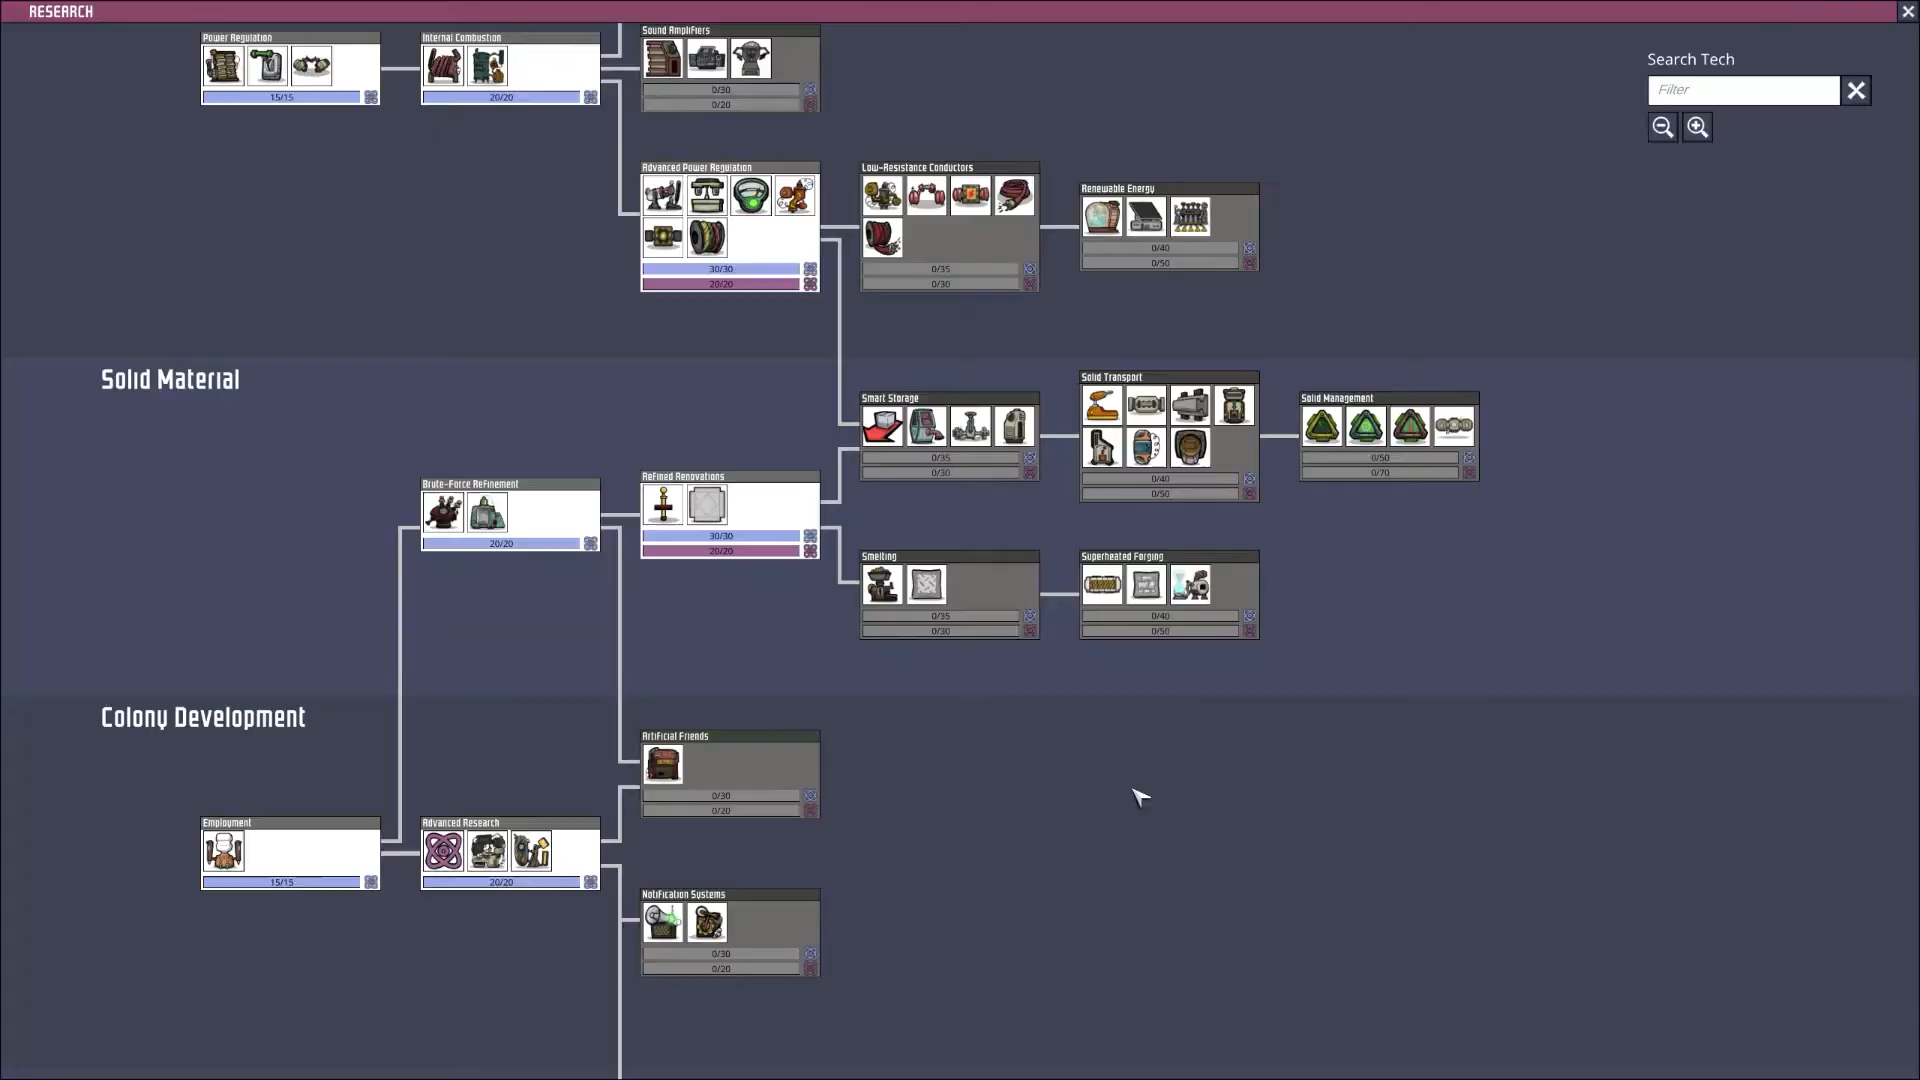 RESEARCH
Search Tech
Filter
Power Regulation
15/15
Internal Combustion
20/20
Sound Amplifiers
0/30
0/20
Advanced Power Regulation
30/30
20/20
Low-Resistance Conductors
0/35
0/30
Renewable Energy
0/40
0/50
Solid Material
Brute-Force Refinement
20/20
Refined Renovations
30/30
20/20
Smart Storage
0/35
0/30
Solid Transport
0/40
0/50
Solid Management
0/50
0/70
Smelting
0/35
0/30
Superheated Forging
0/40
0/50
Colony Development
Employment
15/15
Advanced Research
20/20
Artificial Friends
0/30
0/20
Notification Systems
0/30
0/20